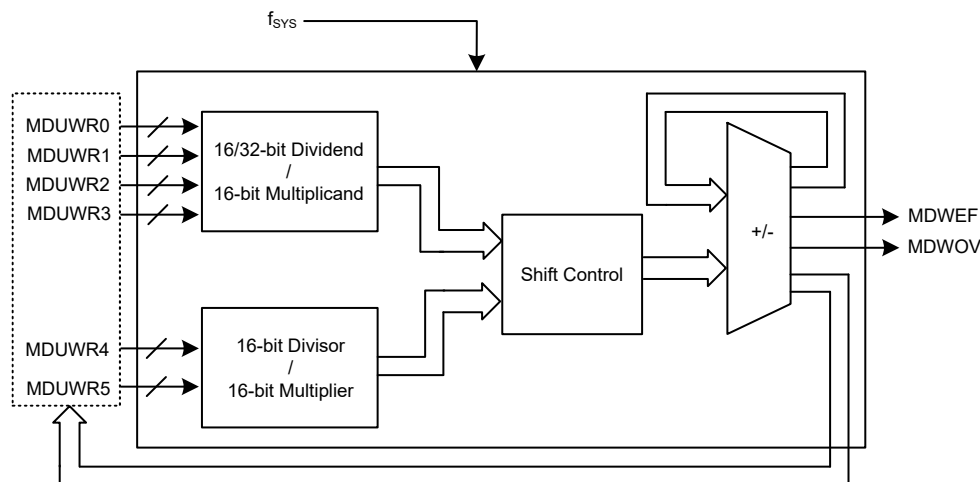 fSYS
MDUWR0
MDUWR1
MDUWR2
MDUWR3
MDUWR4
MDUWR5
16/32-bit Dividend
/
16-bit Multiplicand
16-bit Divisor
/
16-bit Multiplier
Shift Control
+/-
MDWEF
MDWOV